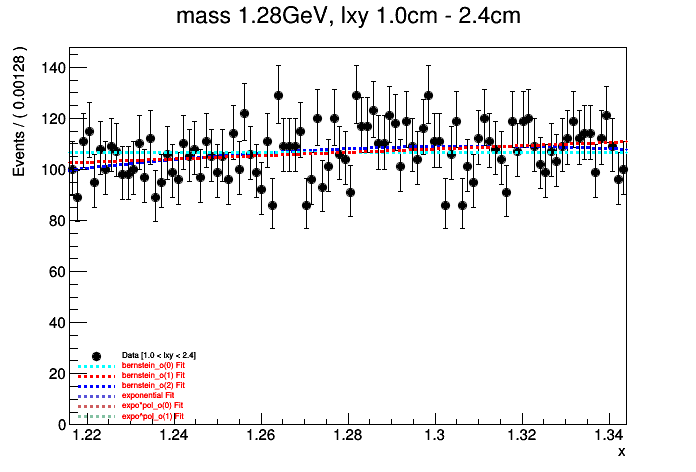 mass 1.28GeV, lxy 1.0cm - 2.4cm
Events / ( 0.00128 )
140
120
100
80
60
40
20
0
Data [1.0 < lxy < 2.4]
bernstein_o(0) Fit
bernstein_o(1) Fit
bernstein_o(2) Fit
exponential Fit
expo*pol_o(0) Fit
expo*pol_o(1) Fit
1.22 1.24 1.26 1.28 1.3 1.32 1.34
x